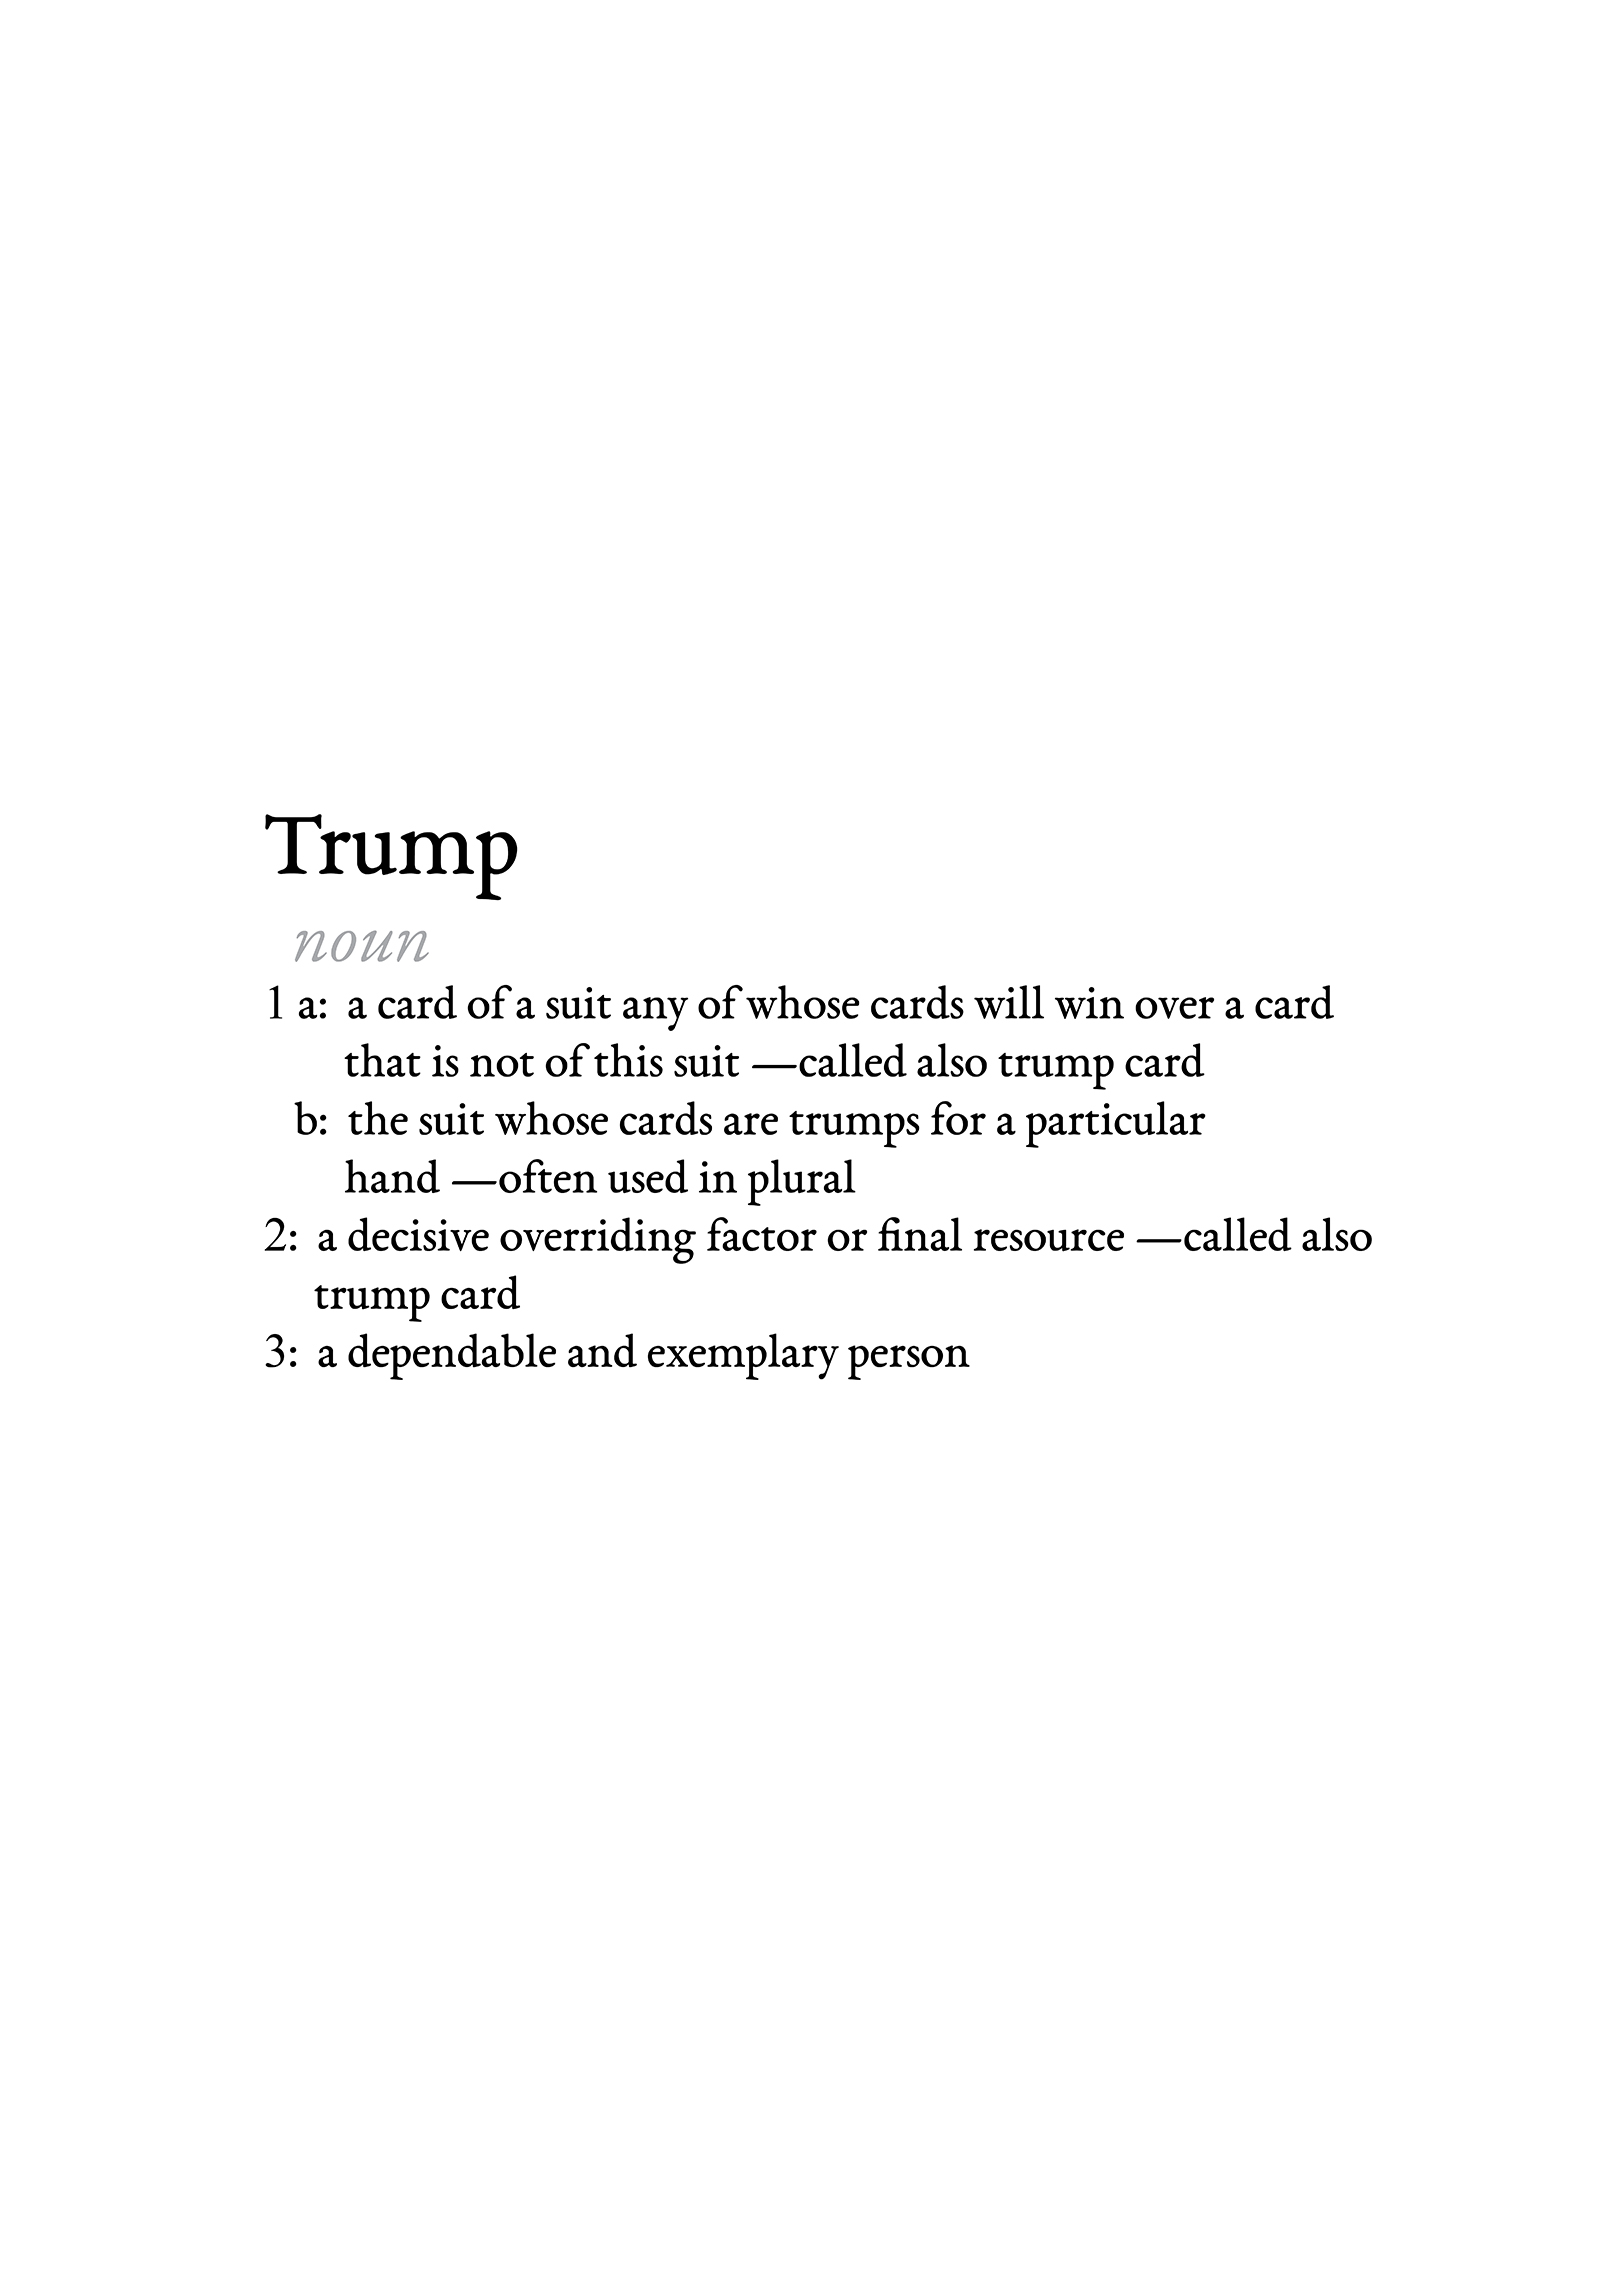 Trump
noun
1 a: a card of a suit any of whose cards will win over a card
that is not of this suit —called also trump card
b: the suit whose cards are trumps for a particular
hand —often used in plural
2: a decisive overriding factor or final resource —called also
trump card
3: a dependable and exemplary person